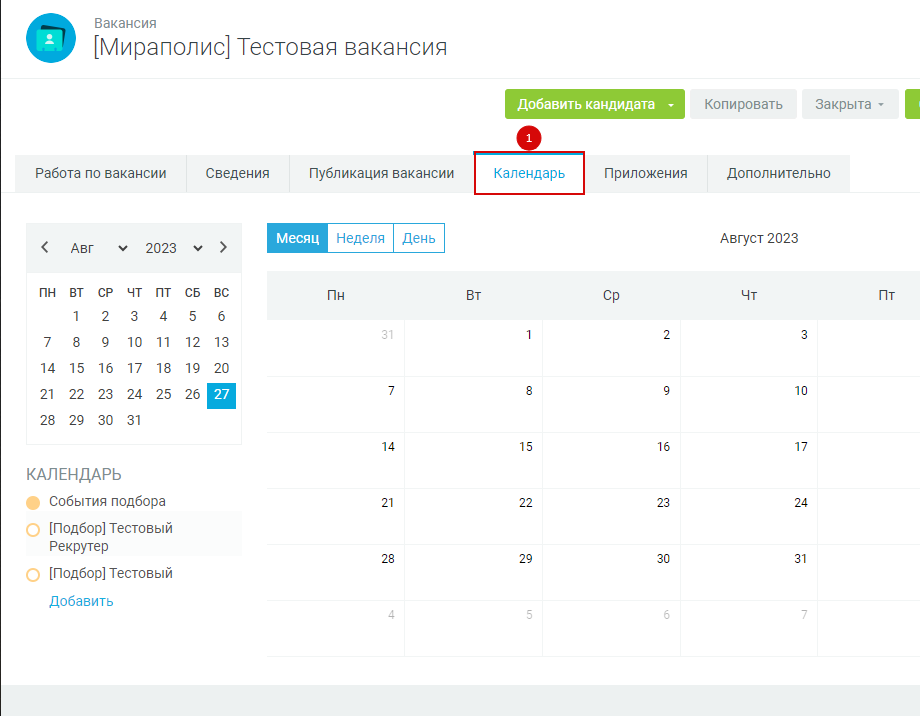 Вакансия
[Мираполис] Тестовая вакансия
Добавить кандидата
Копировать
Закрыта
1
Работа по вакансии
Сведения
Публикация вакансии
Календарь
Приложения
Дополнительно
Авг 2023
Месяц Неделя День
Август 2023
ПН ВТ СР ЧТ ПТ СБ ВС
1 2 3 4 5 6
7 8 9 10 11 12 13
14 15 16 17 18 19 20
21 22 23 24 25 26 27
28 29 30 31
КАЛЕНДАРЬ
События подбора
[Подбор] Тестовый
Рекрутер
[Подбор] Тестовый
Добавить
Пн Вт Ср Чт Пт
31 1 2 3
7 8 9 10
14 15 16 17
21 22 23 24
28 29 30 31
4 5 6 7